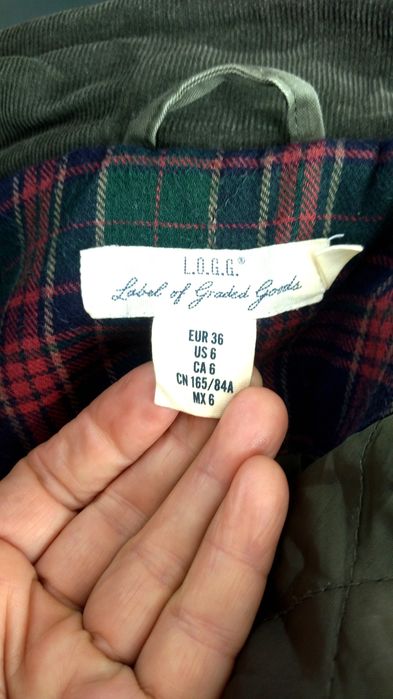 L.O.G.G.®
Label of Graded Goods
EUR 36
US 6
CA 6
CN 165/84A
MX 6